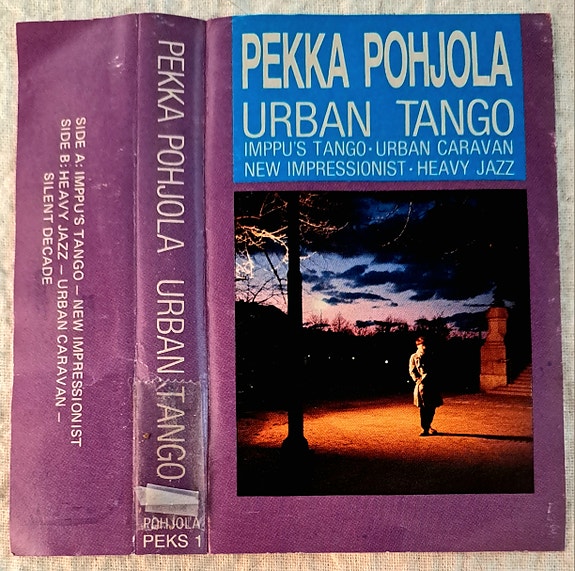 SIDE A: IMPPU'S TANGO – NEW IMPRESSIONIST
SIDE B: HEAVY JAZZ – URBAN CARAVAN –
SILENT DECADE
PEKKA POHJOLA URBAN TANGO
POHJOLA
PEKS 1
PEKKA POHJOLA
URBAN TANGO
IMPPU'S TANGO · URBAN CARAVAN
NEW IMPRESSIONIST · HEAVY JAZZ